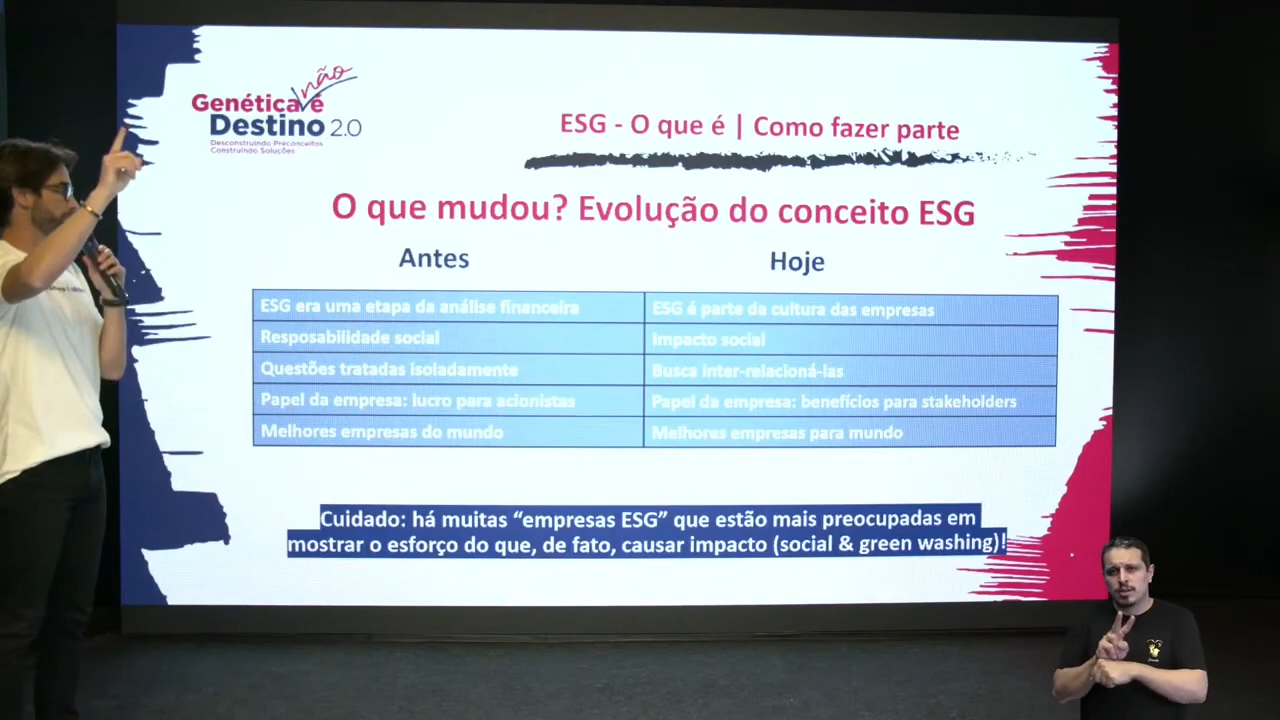 não
Genética é
Destino 2.0
Desconstruindo Preconceitos
Construindo Soluções
ESG - O que é | Como fazer parte
O que mudou? Evolução do conceito ESG
Antes Hoje
ESG era uma etapa da análise financeira ESG é parte da cultura das empresas
Resposabilidade social Impacto social
Questões tratadas isoladamente Busca inter-relacioná-las
Papel da empresa: lucro para acionistas Papel da empresa: benefícios para stakeholders
Melhores empresas do mundo Melhores empresas para mundo
Cuidado: há muitas “empresas ESG” que estão mais preocupadas em
mostrar o esforço do que, de fato, causar impacto (social & green washing)!